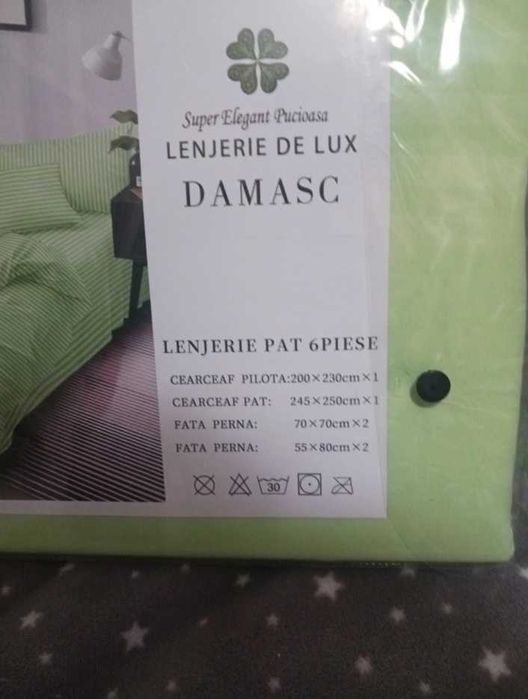 Super Elegant Pucioasa
LENJERIE DE LUX
DAMASC
LENJERIE PAT 6PIESE
CEARCEAF PILOTA:200×230cm×1
CEARCEAF PAT: 245×250cm×1
FATA PERNA: 70×70cm×2
FATA PERNA: 55×80cm×2
30